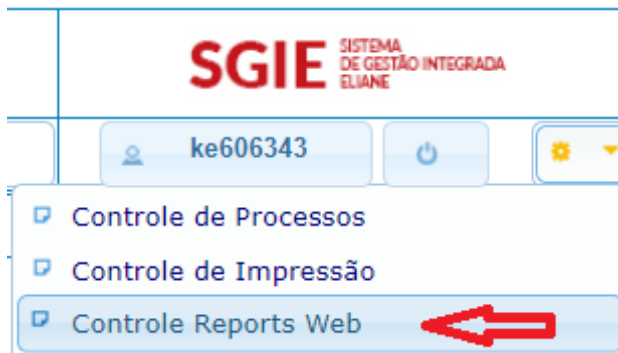 SGIE
SISTEMA
DE GESTÃO INTEGRADA
ELIANE
ke606343
Controle de Processos
Controle de Impressão
Controle Reports Web